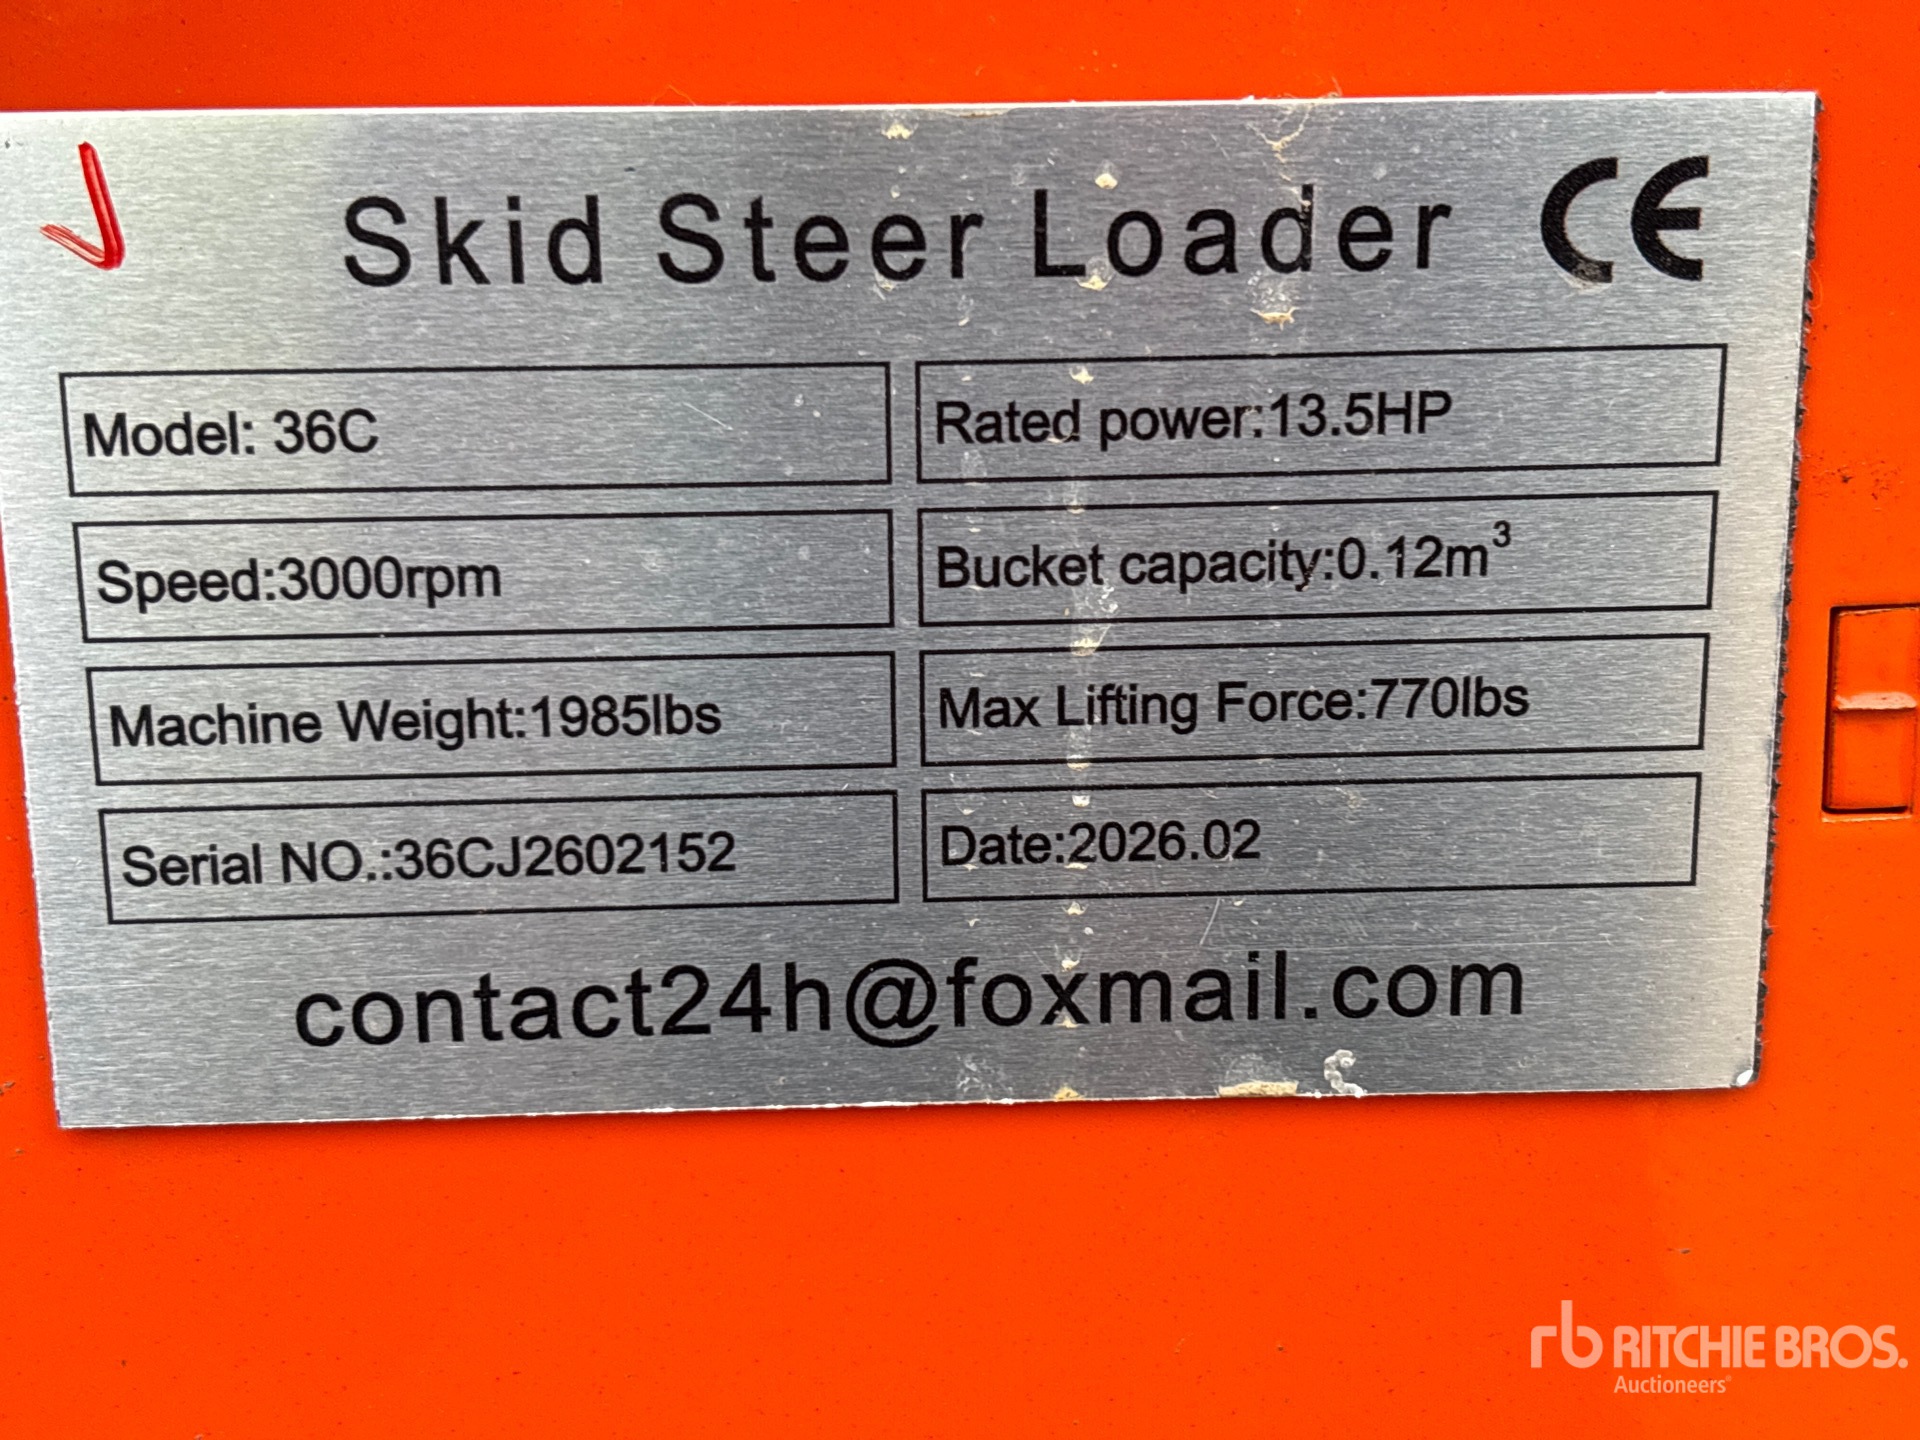 Skid Steer Loader CE
Model: 36C
Rated power:13.5HP
Speed:3000rpm
Bucket capacity:0.12m³
Machine Weight:1985lbs
Max Lifting Force:770lbs
Serial NO.:36CJ2602152
Date:2026.02
contact24h@foxmail.com
rb RITCHIE BROS.
Auctioneers®